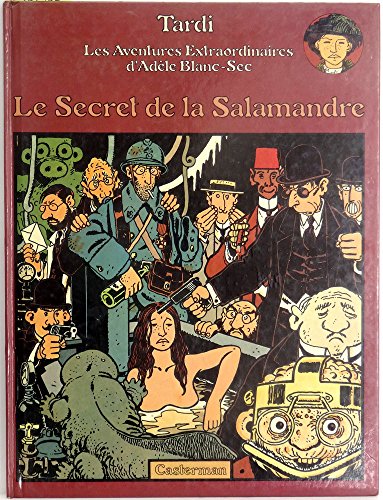 Tardi
Les Aventures Extraordinaires
d'Adèle Blanc-Sec
Le Secret de la Salamandre
Casterman